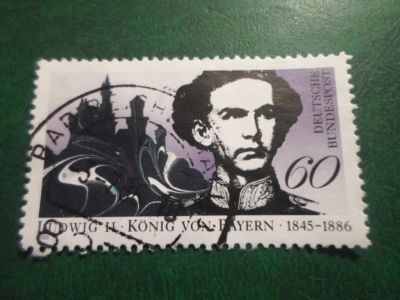 DEUTSCHE
BUNDESPOST
60
LUDWIG II · KÖNIG VON BAYERN · 1845-1886